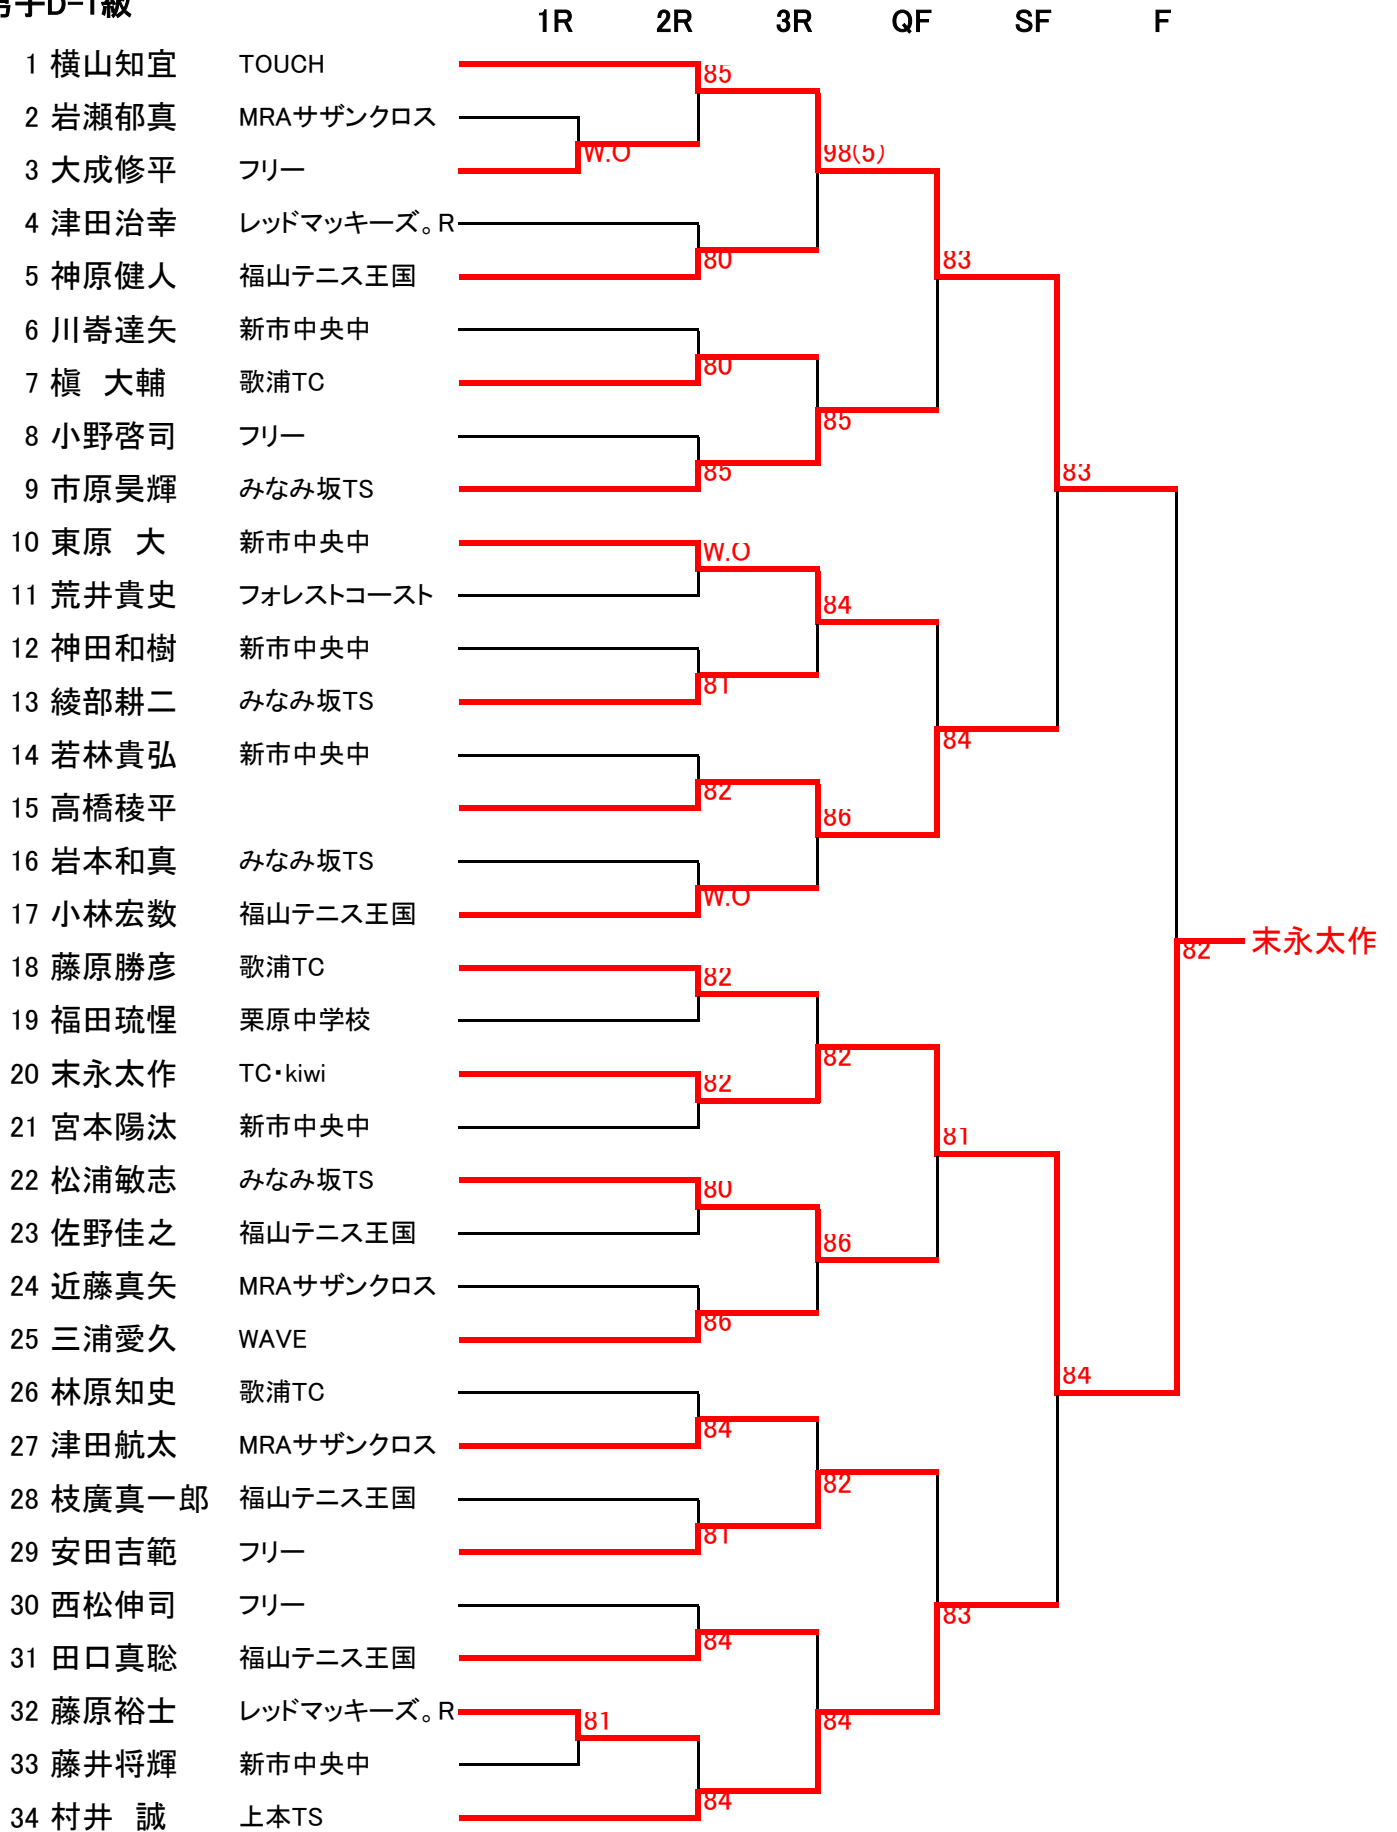 男子D-1級
1R 2R 3R QF SF F
1 横山知宜 TOUCH
85
2 岩瀬郁真 MRAサザンクロス
W.O
98(5)
3 大成修平 フリー
4 津田治幸 レッドマッキーズ。R
80
83
5 神原健人 福山テニス王国
6 川嵜達矢 新市中央中
80
7 槇　大輔 歌浦TC
85
8 小野啓司 フリー
85
83
9 市原昊輝 みなみ坂TS
10 東原　大 新市中央中
W.O
11 荒井貴史 フォレストコースト
84
12 神田和樹 新市中央中
81
13 綾部耕二 みなみ坂TS
84
14 若林貴弘 新市中央中
82
15 高橋稜平
86
16 岩本和真 みなみ坂TS
W.O
17 小林宏数 福山テニス王国
82 末永太作
18 藤原勝彦 歌浦TC
82
19 福田琉惺 栗原中学校
82
20 末永太作 TC・kiwi
82
21 宮本陽汰 新市中央中
81
22 松浦敏志 みなみ坂TS
80
23 佐野佳之 福山テニス王国
86
24 近藤真矢 MRAサザンクロス
86
25 三浦愛久 WAVE
84
26 林原知史 歌浦TC
84
27 津田航太 MRAサザンクロス
82
28 枝廣真一郎 福山テニス王国
81
29 安田吉範 フリー
30 西松伸司 フリー
83
84
31 田口真聡 福山テニス王国
32 藤原裕士 レッドマッキーズ。R
81
84
33 藤井将輝 新市中央中
84
34 村井　誠 上本TS